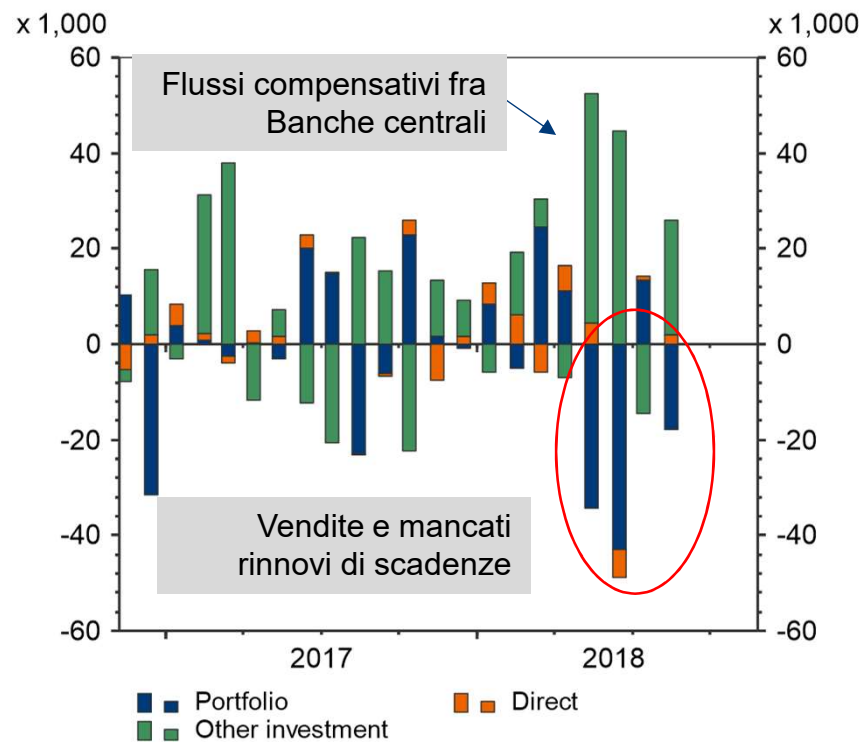 x 1,000
x 1,000
60
60
Flussi compensativi fra
Banche centrali
40
40
20
20
0
0
-20
-20
Vendite e mancati
rinnovi di scadenze
-40
-40
-60
-60
2017
2018
Portfolio
Direct
Other investment